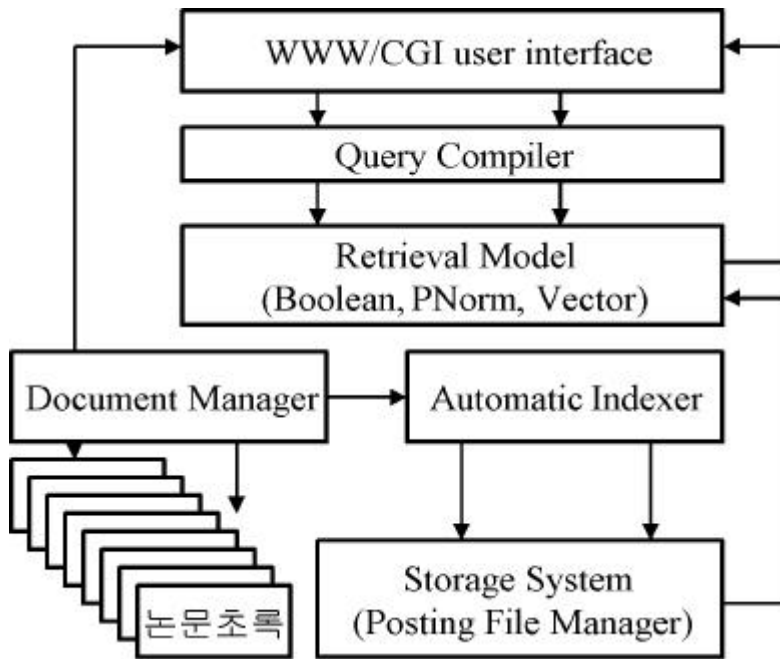 WWW/CGI user interface
Query Compiler
Retrieval Model
(Boolean, PNorm, Vector)
Document Manager
Automatic Indexer
논문초록
Storage System
(Posting File Manager)